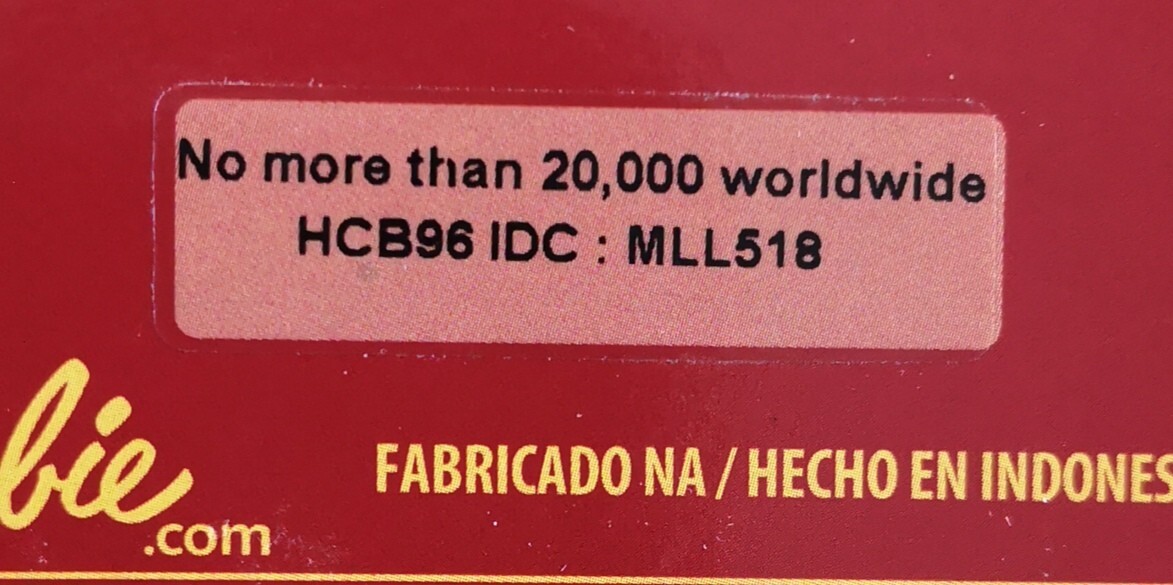 No more than 20,000 worldwide
HCB96 IDC : MLL518
bie
.com
FABRICADO NA / HECHO EN INDONES